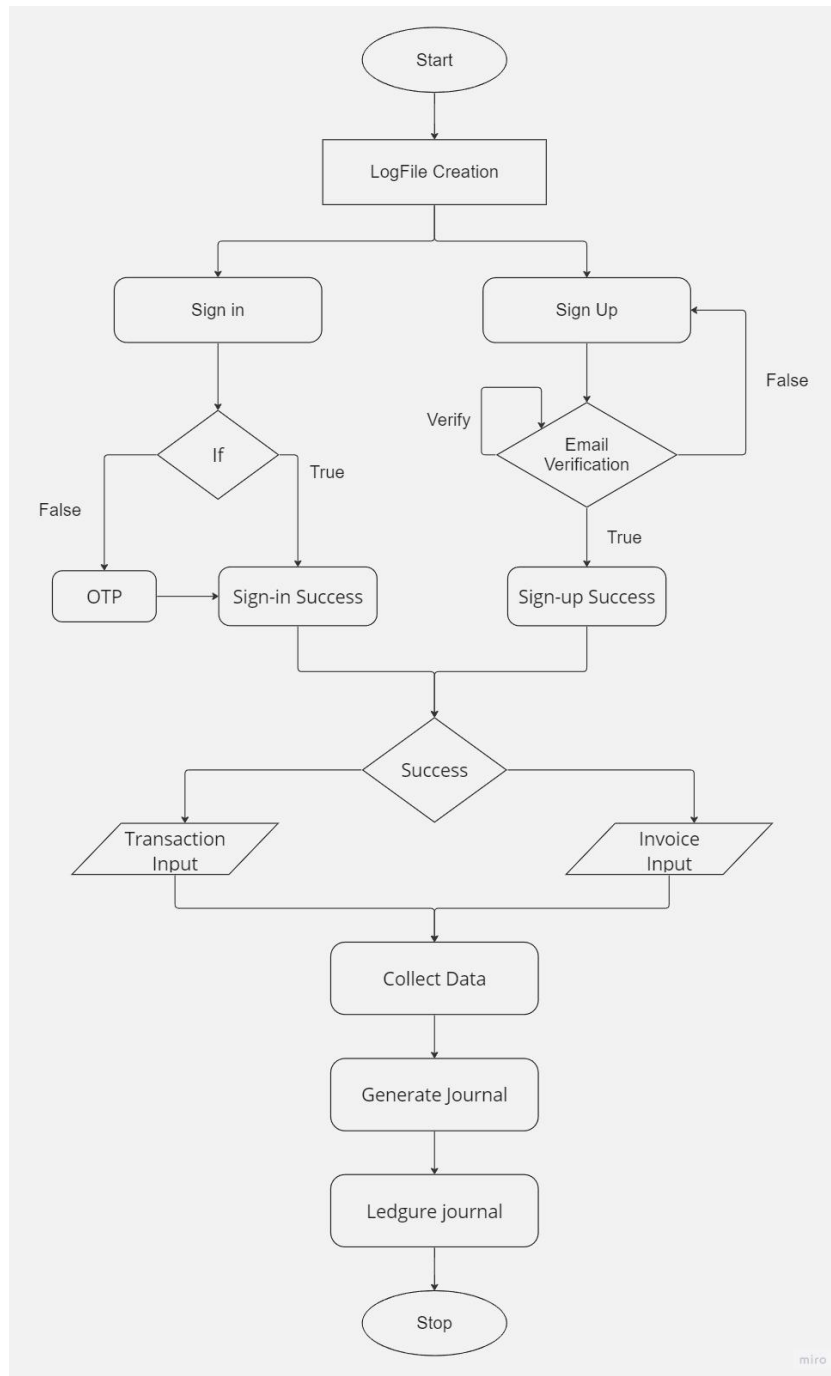 Start
LogFile Creation
Sign in
Sign Up
False
Verify
Email
Verification
If
True
False
True
OTP
Sign-in Success
Sign-up Success
Success
Transaction
Input
Invoice
Input
Collect Data
Generate Journal
Ledgure journal
Stop
miro